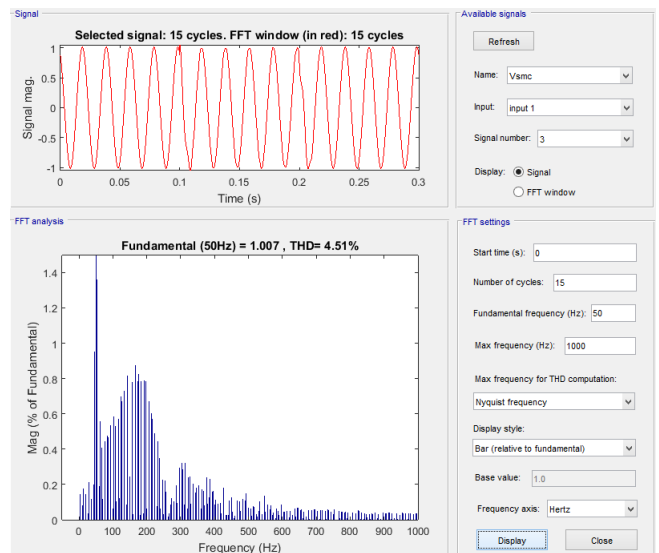 Signal
Selected signal: 15 cycles. FFT window (in red): 15 cycles
1
0.5
0
-0.5
-1
Signal mag.
0 0.05 0.1 0.15 0.2 0.25 0.3
Time (s)
Available signals
Refresh
Name: Vsmc
Input: input 1
Signal number: 3
Display: Signal
FFT window
FFT analysis
Fundamental (50Hz) = 1.007 , THD= 4.51%
1.4
1.2
1
0.8
0.6
0.4
0.2
0
Mag (% of Fundamental)
0 100 200 300 400 500 600 700 800 900 1000
Frequency (Hz)
FFT settings
Start time (s): 0
Number of cycles: 15
Fundamental frequency (Hz): 50
Max frequency (Hz): 1000
Max frequency for THD computation:
Nyquist frequency
Display style:
Bar (relative to fundamental)
Base value: 1.0
Frequency axis: Hertz
Display Close